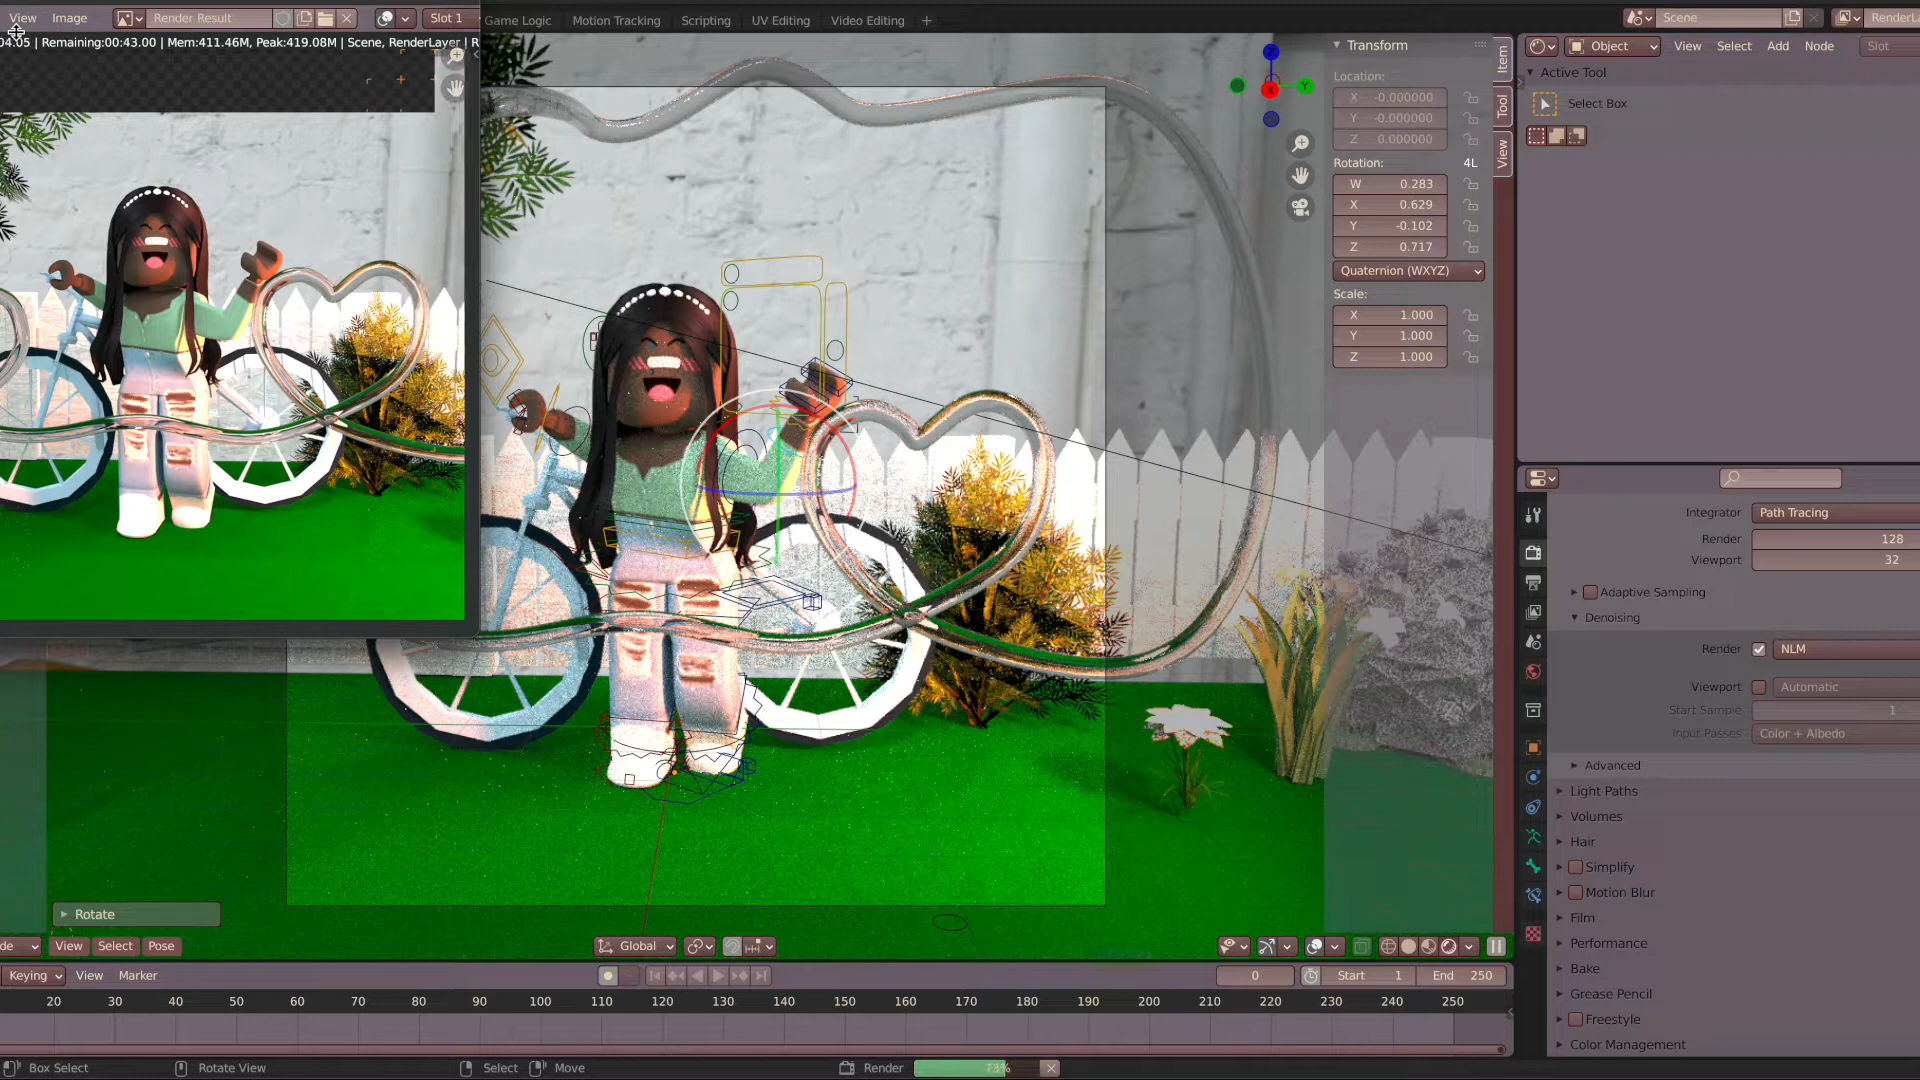 View Image Render Result Slot 1
Game Logic Motion Tracking Scripting UV Editing Video Editing +
Scene RenderLa
04.05 | Remaining:00:43.00 | Mem:411.46M, Peak:419.08M | Scene, RenderLayer | R
Object View Select Add Node Slot
Transform
Location:
X -0.000000
Y -0.000000
Z 0.000000
Rotation: 4L
W 0.283
X 0.629
Y -0.102
Z 0.717
Quaternion (WXYZ)
Scale:
X 1.000
Y 1.000
Z 1.000
Item
Tool
View
Z
Y
X
Active Tool
Select Box
Integrator Path Tracing
Render 128
Viewport 32
Adaptive Sampling
Denoising
Render NLM
Viewport Automatic
Start Sample 1
Input Passes Color + Albedo
Advanced
Light Paths
Volumes
Hair
Simplify
Motion Blur
Film
Performance
Bake
Grease Pencil
Freestyle
Color Management
Rotate
de View Select Pose Global
Keying View Marker 0 Start 1 End 250
20 30 40 50 60 70 80 90 100 110 120 130 140 150 160 170 180 190 200 210 220 230 240 250
Box Select Rotate View Select Move Render 73%